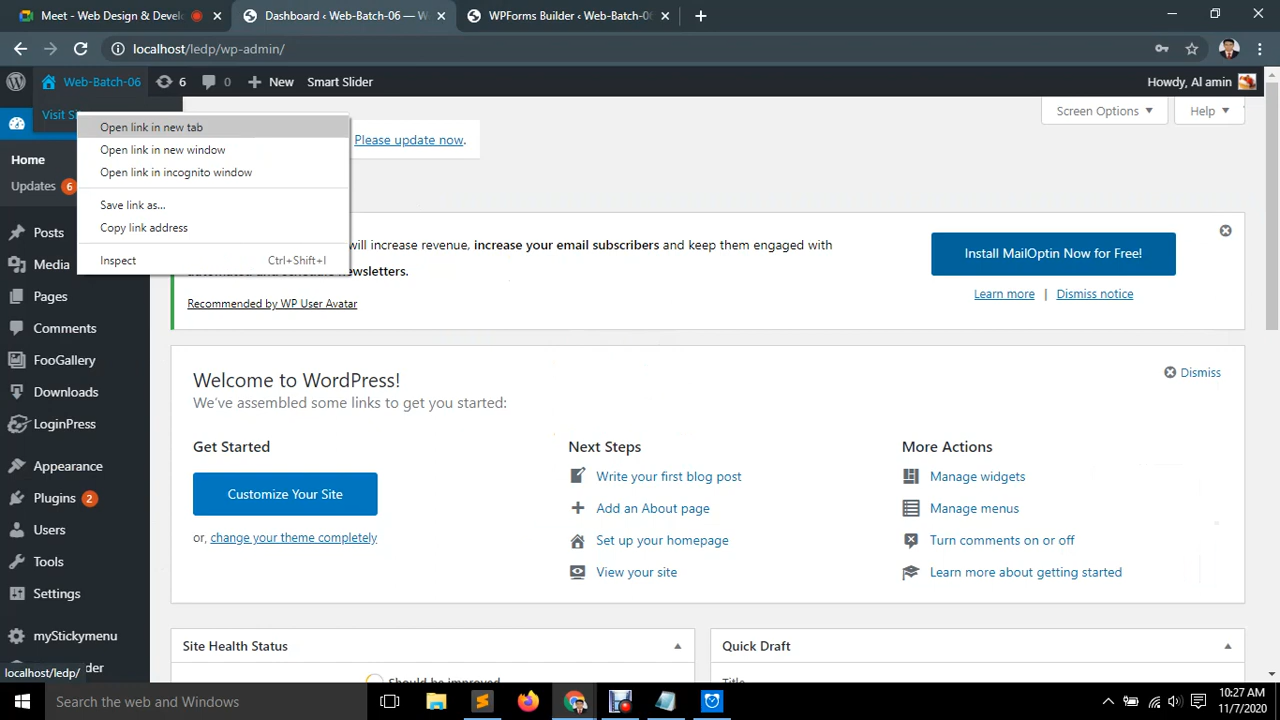 Meet - Web Design & Develo
Dashboard ‹ Web-Batch-06 — W
WPForms Builder ‹ Web-Batch-06
localhost/ledp/wp-admin/
Web-Batch-06
6
0
New
Smart Slider
Howdy, Al amin
Visit Si
Open link in new tab
Open link in new window
Open link in incognito window
Save link as...
Copy link address
Inspect
Ctrl+Shift+I
Screen Options
Help
Please update now.
Home
Updates 6
Posts
Media
Pages
Comments
FooGallery
Downloads
LoginPress
Appearance
Plugins 2
Users
Tools
Settings
myStickymenu
der
localhost/ledp/
will increase revenue, increase your email subscribers and keep them engaged with
newsletters.
Recommended by WP User Avatar
Install MailOptin Now for Free!
Learn more | Dismiss notice
Welcome to WordPress!
We've assembled some links to get you started:
Dismiss
Get Started
Customize Your Site
or, change your theme completely
Next Steps
Write your first blog post
Add an About page
Set up your homepage
View your site
More Actions
Manage widgets
Manage menus
Turn comments on or off
Learn more about getting started
Site Health Status
Should be improved
Quick Draft
Title
Search the web and Windows
10:27 AM
11/7/2020